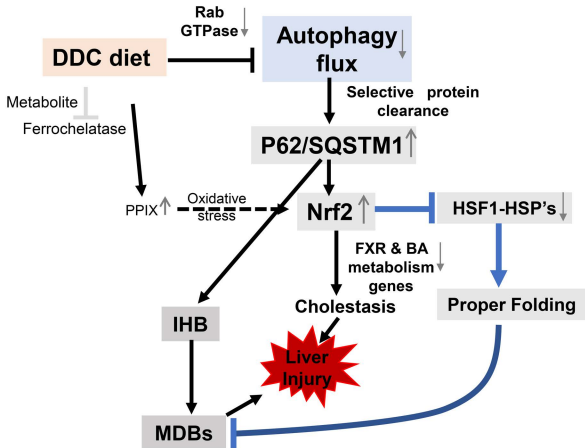 Rab
GTPase
DDC diet
Autophagy
flux
Metabolite
Ferrochelatase
Selective protein
clearance
P62/SQSTM1
PPIX
Oxidative
stress
Nrf2
HSF1-HSP's
FXR & BA
metabolism
genes
Cholestasis
Proper Folding
IHB
Liver
Injury
MDBs